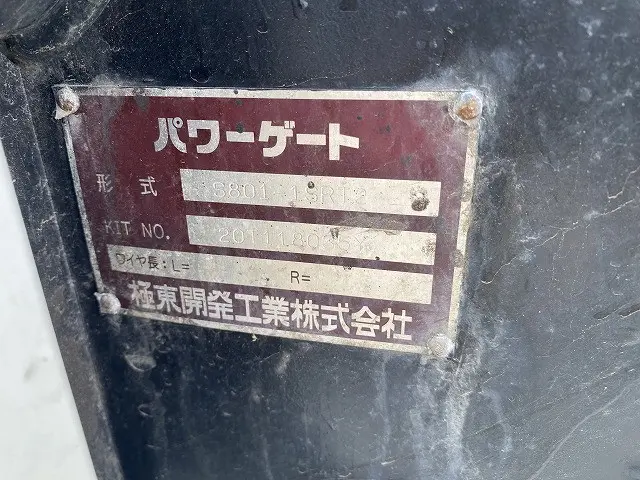 パワーゲート
形式
KIT NO.
ワイヤ長:L= R=
極東開発工業株式会社